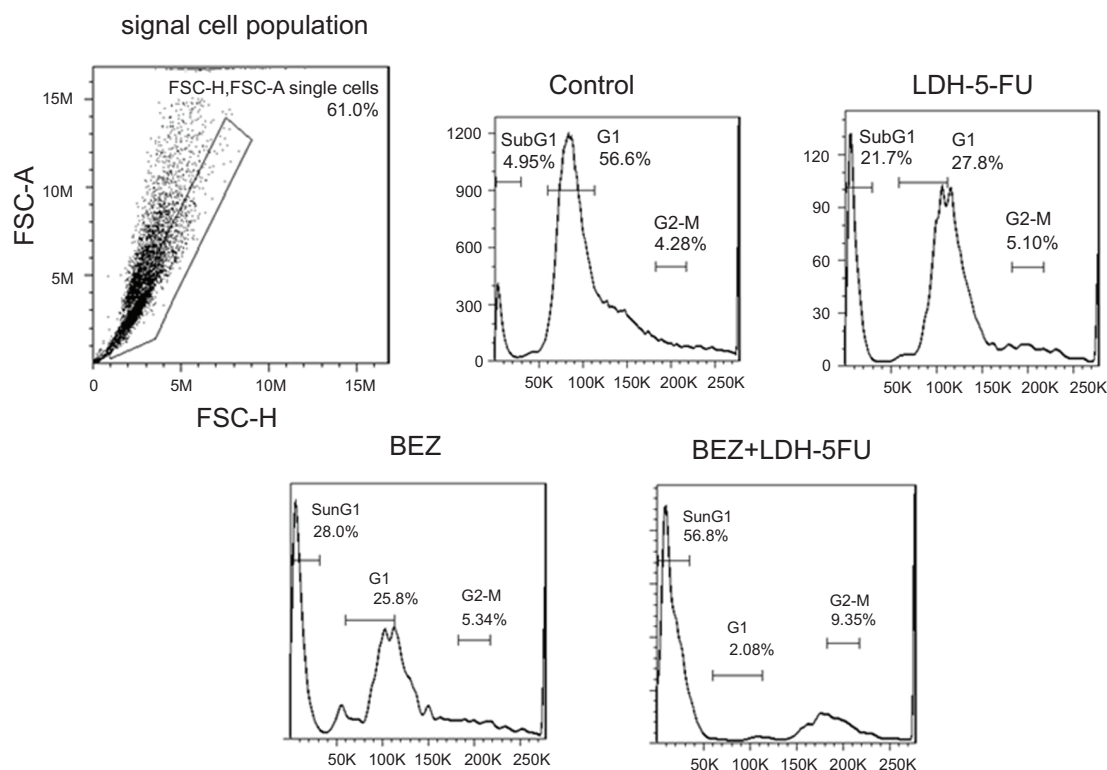 signal cell population
FSC-H,FSC-A single cells
61.0%
15M
10M
5M
0
FSC-A
0 5M 10M 15M
FSC-H
Control
1200
900
600
300
0
SubG1
4.95%
G1
56.6%
G2-M
4.28%
50K 100K 150K 200K 250K
LDH-5-FU
120
90
60
30
0
SubG1
21.7%
G1
27.8%
G2-M
5.10%
50K 100K 150K 200K 250K
BEZ
SunG1
28.0%
G1
25.8%
G2-M
5.34%
50K 100K 150K 200K 250K
BEZ+LDH-5FU
SunG1
56.8%
G1
2.08%
G2-M
9.35%
50K 100K 150K 200K 250K